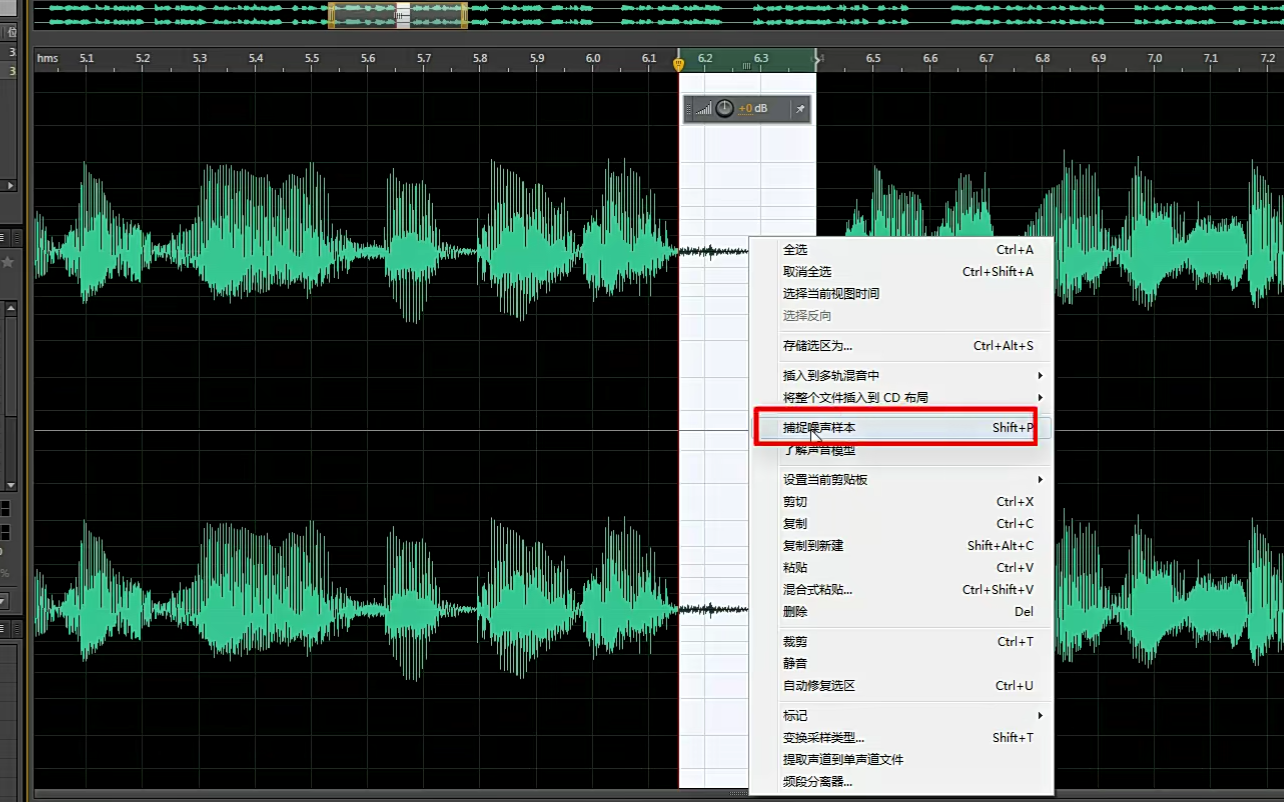 hms 5.1 5.2 5.3 5.4 5.5 5.6 5.7 5.8 5.9 6.0 6.1 6.2 6.3 6.5 6.6 6.7 6.8 6.9 7.0 7.1 7.2
+0 dB
全选 Ctrl+A
取消全选 Ctrl+Shift+A
选择当前视图时间
选择反向
存储选区为... Ctrl+Alt+S
插入到多轨混音中
将整个文件插入到 CD 布局
捕捉噪声样本 Shift+P
了解声音模型
设置当前剪贴板
剪切 Ctrl+X
复制 Ctrl+C
复制到新建 Shift+Alt+C
粘贴 Ctrl+V
混合式粘贴... Ctrl+Shift+V
删除 Del
裁剪 Ctrl+T
静音
自动修复选区 Ctrl+U
标记
变换采样类型... Shift+T
提取声道到单声道文件
频段分离器...